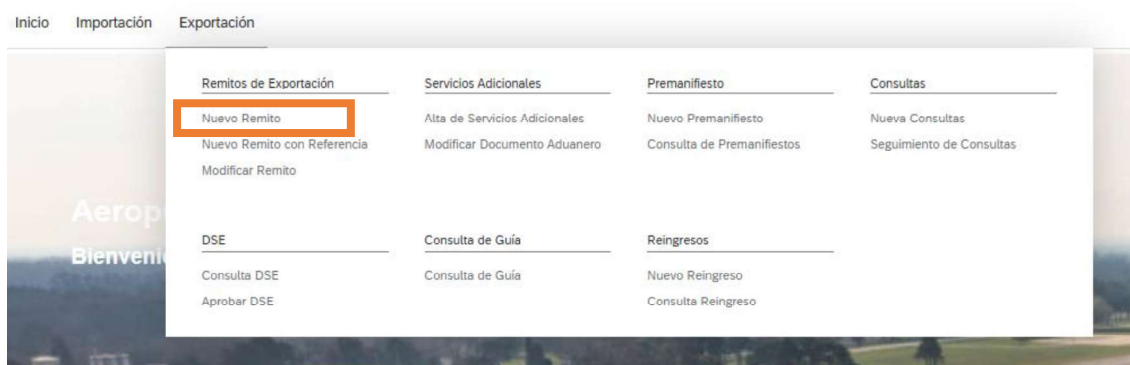 Inicio Importación Exportación
Remitos de Exportación
Nuevo Remito
Nuevo Remito con Referencia
Modificar Remito
Servicios Adicionales
Alta de Servicios Adicionales
Modificar Documento Aduanero
Premanifiesto
Nuevo Premanifiesto
Consulta de Premanifiestos
Consultas
Nueva Consultas
Seguimiento de Consultas
DSE
Consulta DSE
Aprobar DSE
Consulta de Guía
Consulta de Guía
Reingresos
Nuevo Reingreso
Consulta Reingreso
Aerop
Bienveni